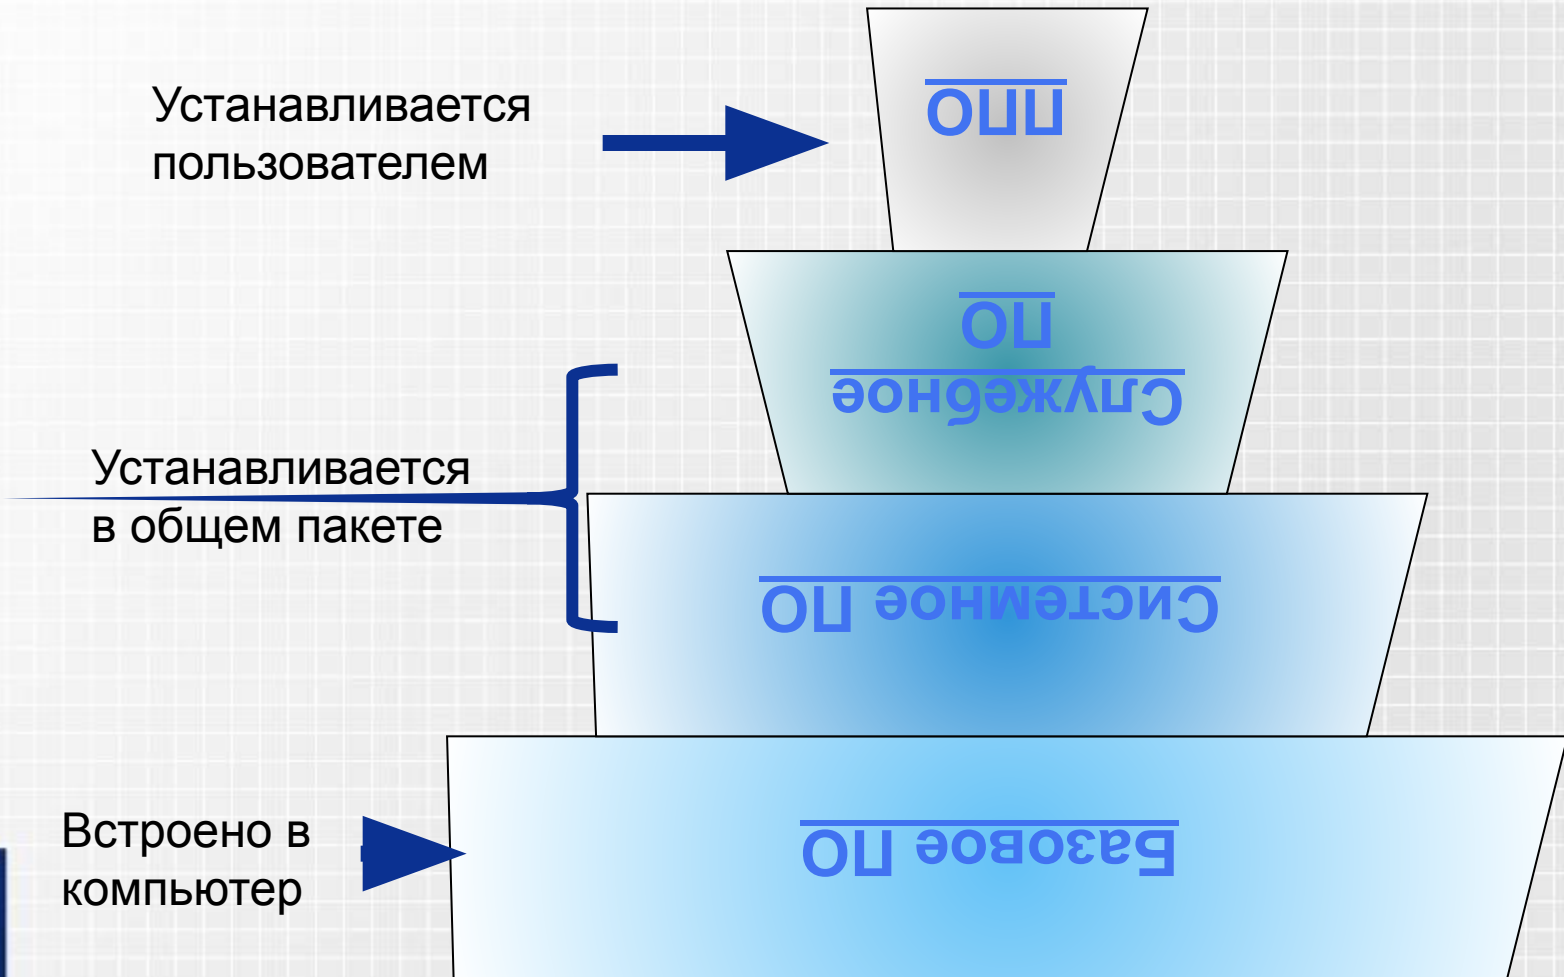 Устанавливается
пользователем
ППО
Служебное
ПО
Устанавливается
в общем пакете
Системное ПО
Встроено в
компьютер
Базовое ПО